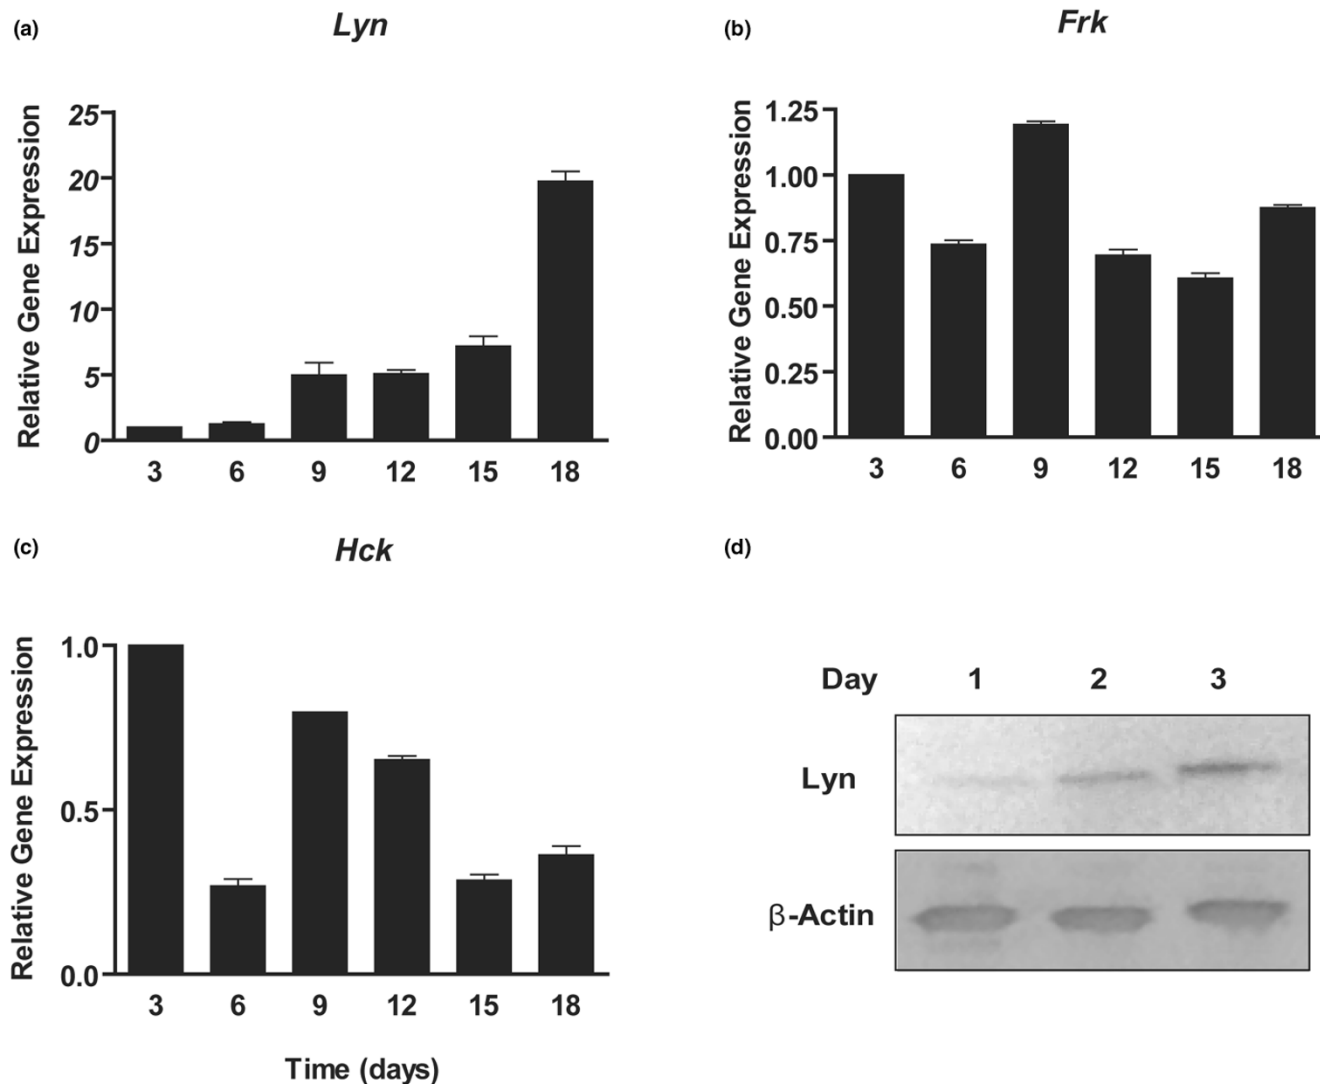 (a)
Lyn
Relative Gene Expression
25
20
15
10
5
0
3 6 9 12 15 18
(b)
Frk
Relative Gene Expression
1.25
1.00
0.75
0.50
0.25
0.00
3 6 9 12 15 18
(c)
Hck
Relative Gene Expression
1.0
0.5
0.0
3 6 9 12 15 18
Time (days)
(d)
Day 1 2 3
Lyn
β-Actin